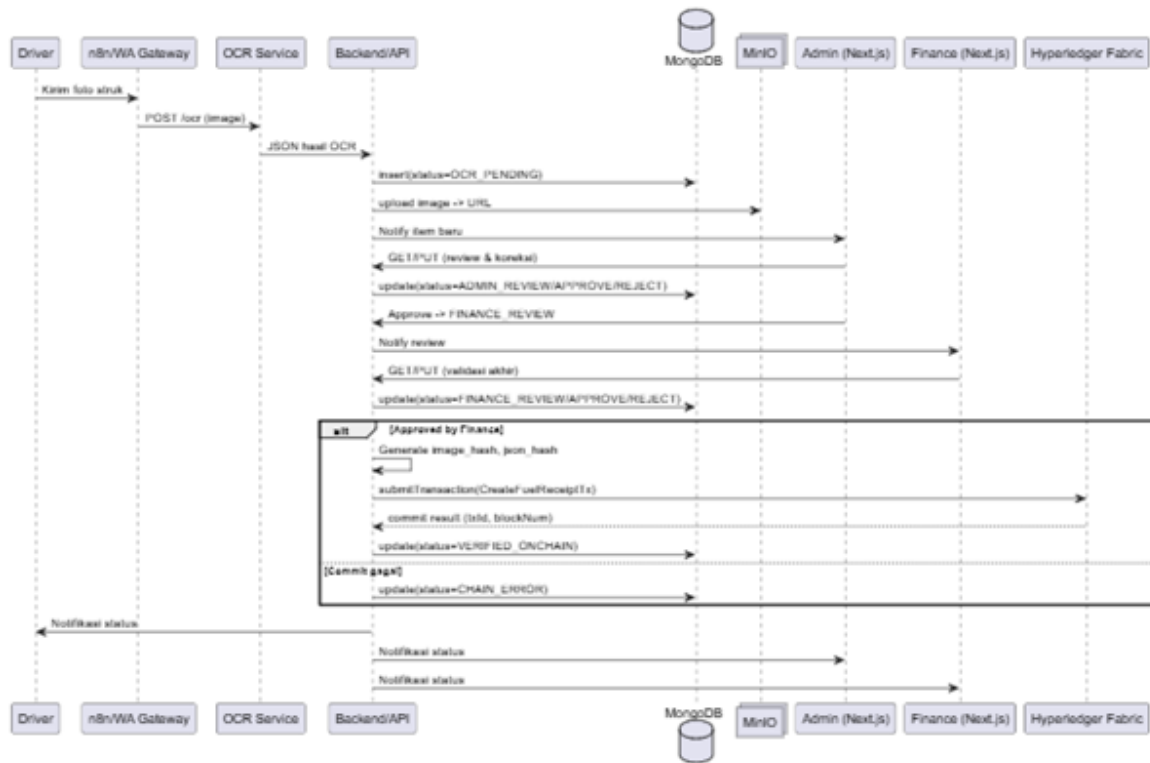 Driver
n8n/WA Gateway
OCR Service
Backend/API
MongoDB
MinIO
Admin (Next.js)
Finance (Next.js)
Hyperledger Fabric
Kirim foto struk
POST /ocr (image)
JSON hasil OCR
insert(status=OCR_PENDING)
upload image -> URL
Notify item baru
GET/PUT (review & koreksi)
update(status=ADMIN_REVIEW/APPROVE/REJECT)
Approve -> FINANCE_REVIEW
Notify review
GET/PUT (validasi akhir)
update(status=FINANCE_REVIEW/APPROVE/REJECT)
alt [Approved by Finance]
Generate image_hash, json_hash
submitTransaction(CreateFuelReceiptTx)
commit result (txId, blockNum)
update(status=VERIFIED_ONCHAIN)
[Commit gagal]
update(status=CHAIN_ERROR)
Notifikasi status
Notifikasi status
Notifikasi status
Driver
n8n/WA Gateway
OCR Service
Backend/API
MongoDB
MinIO
Admin (Next.js)
Finance (Next.js)
Hyperledger Fabric